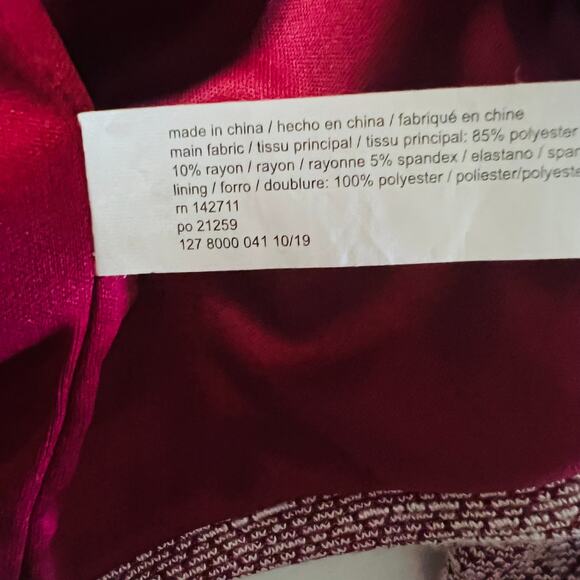 made in china / hecho en china / fabriqué en chine
main fabric / tissu principal / tissu principal: 85% polyester
10% rayon / rayon / rayonne 5% spandex / elastano /
lining / forro / doublure: 100% polyester / poliester/
rn 142711
po 21259
127 8000 041 10/19